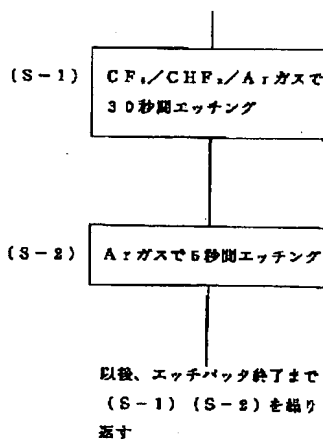 (S-1) CF₄/CHF₃/Arガスで
30秒間エッチング
(S-2) Arガスで5秒間エッチング
以後、エッチバック終了まで
(S-1)(S-2)を繰り
返す